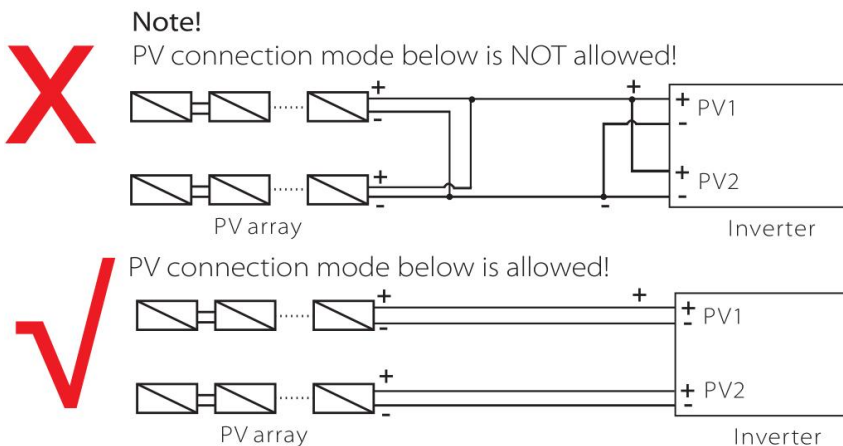 Note!
PV connection mode below is NOT allowed!
+ +
+ PV1
-
-
+
+ PV2
- - -
PV array
Inverter
PV connection mode below is allowed!
+ +
+ PV1
- -
+
+ PV2
- -
PV array
Inverter